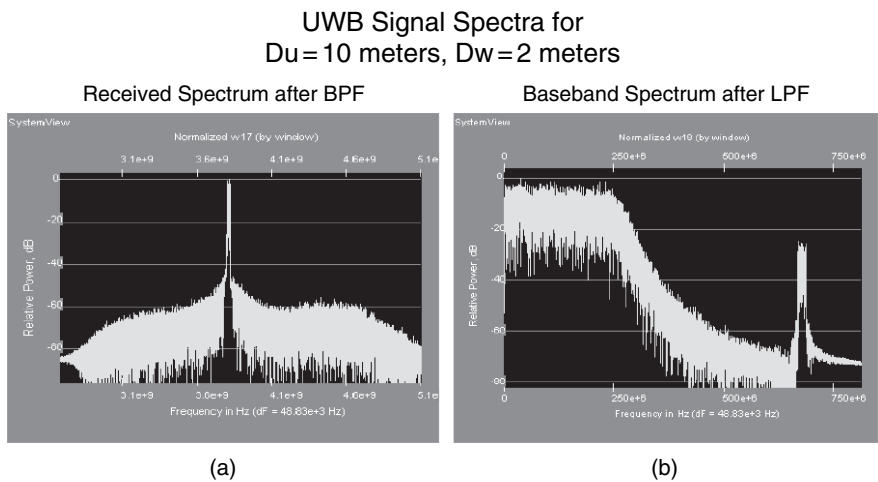 UWB Signal Spectra for
Du = 10 meters, Dw = 2 meters
Received Spectrum after BPF
SystemView
Normalized w17 (by window)
3.1e+9 3.6e+9 4.1e+9 4.6e+9 5.1e
0
-20
-40
-60
-80
Relative Power, dB
3.1e+9 3.6e+9 4.1e+9 4.6e+9 5.1e
Frequency in Hz (dF = 48.83e+3 Hz)
(a)
Baseband Spectrum after LPF
SystemView
Normalized w19 (by window)
0 250e+6 500e+6 750e+6
0
-20
-40
-60
-80
Relative Power, dB
0 250e+6 500e+6 750e+6
Frequency in Hz (dF = 48.83e+3 Hz)
(b)